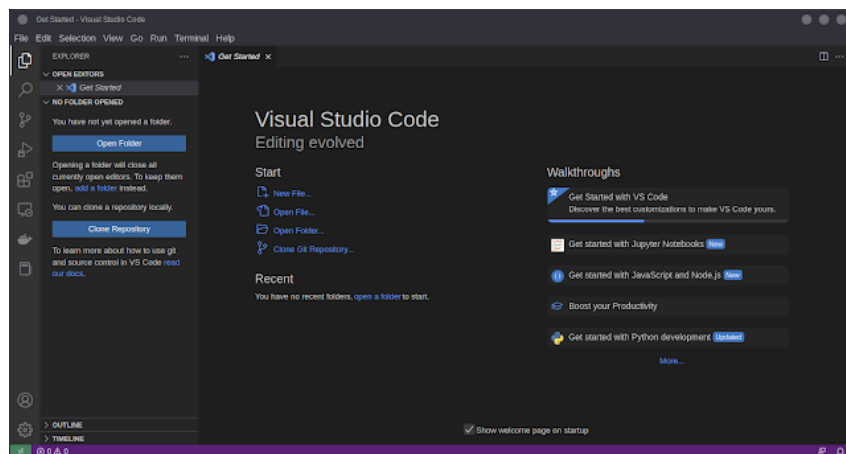 Get Started - Visual Studio Code
File Edit Selection View Go Run Terminal Help
EXPLORER
OPEN EDITORS
Get Started
NO FOLDER OPENED
You have not yet opened a folder.
Open Folder
Opening a folder will close all
currently open editors. To keep them
open, add a folder instead.
You can clone a repository locally.
Clone Repository
To learn more about how to use git
and source control in VS Code read
our docs.
OUTLINE
TIMELINE
Get Started
Visual Studio Code
Editing evolved
Start
New File...
Open File...
Open Folder...
Clone Git Repository...
Recent
You have no recent folders, open a folder to start.
Walkthroughs
Get Started with VS Code
Discover the best customizations to make VS Code yours.
Get started with Jupyter Notebooks New
Get started with JavaScript and Node.js New
Boost your Productivity
Get started with Python development Updated
More...
Show welcome page on startup
0 0